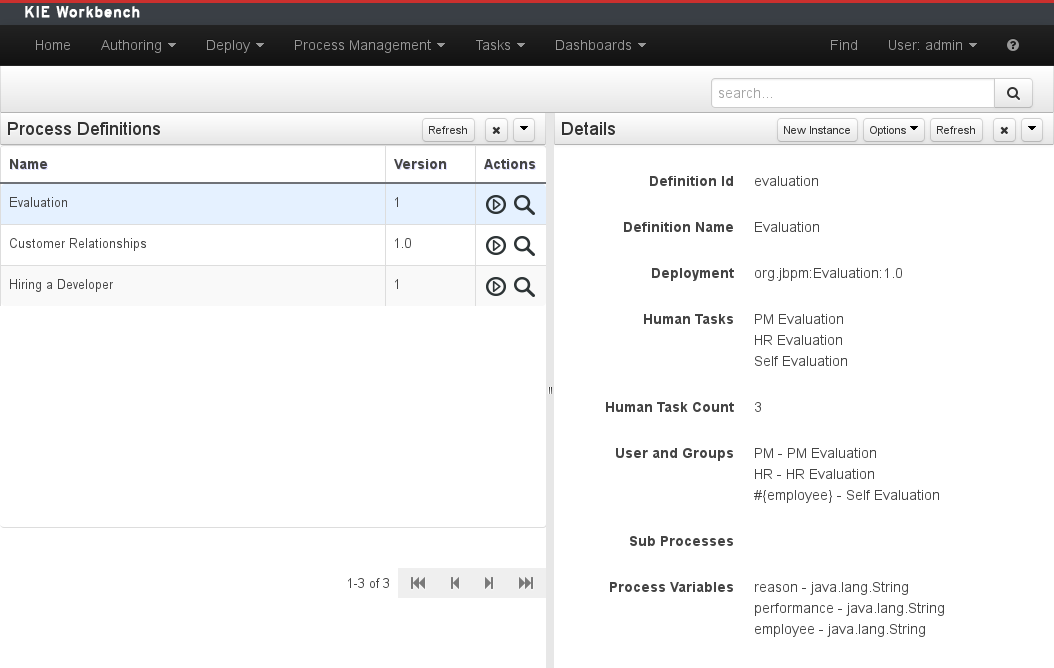 KIE Workbench
Home Authoring Deploy Process Management Tasks Dashboards Find User: admin
search...
Process Definitions Refresh
Name Version Actions
Evaluation 1
Customer Relationships 1.0
Hiring a Developer 1
1-3 of 3
Details New Instance Options Refresh
Definition Id evaluation
Definition Name Evaluation
Deployment org.jbpm:Evaluation:1.0
Human Tasks PM Evaluation
HR Evaluation
Self Evaluation
Human Task Count 3
User and Groups PM - PM Evaluation
HR - HR Evaluation
#{employee} - Self Evaluation
Sub Processes
Process Variables reason - java.lang.String
performance - java.lang.String
employee - java.lang.String